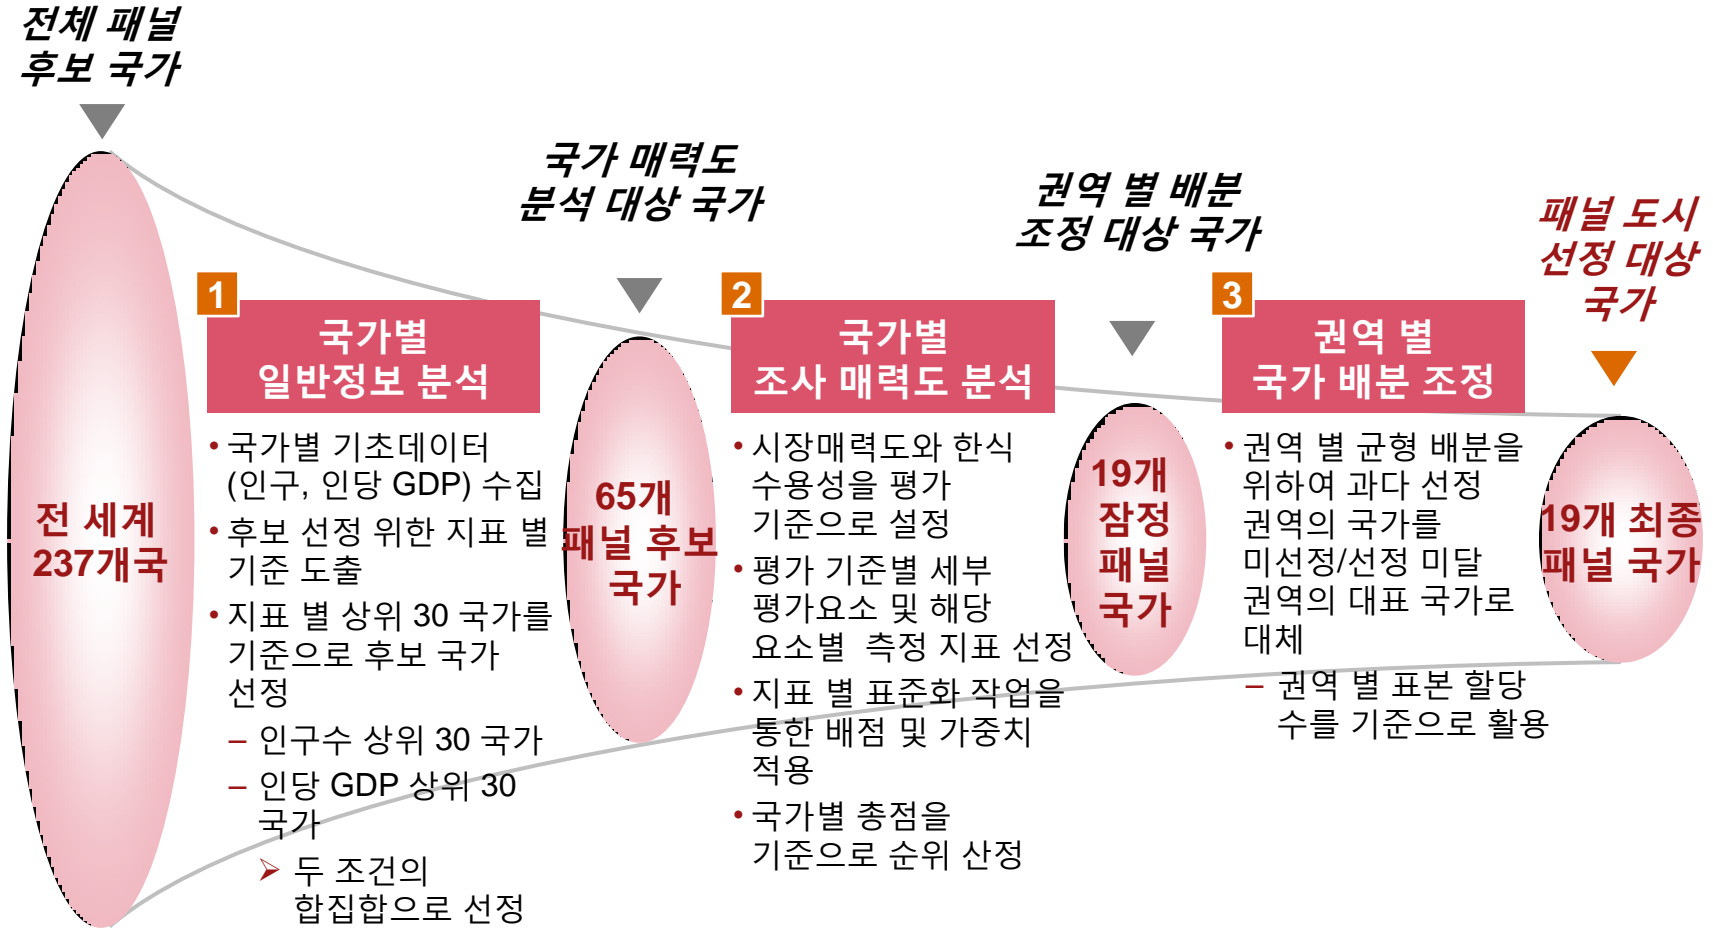 전체 패널
후보 국가
국가 매력도
분석 대상 국가
권역 별 배분
조정 대상 국가
패널 도시
선정 대상
국가
전 세계
237개국
1
국가별
일반정보 분석
• 국가별 기초데이터
(인구, 인당 GDP) 수집
• 후보 선정 위한 지표 별
기준 도출
• 지표 별 상위 30 국가를
기준으로 후보 국가
선정
– 인구수 상위 30 국가
– 인당 GDP 상위 30
국가
➢ 두 조건의
합집합으로 선정
65개
패널 후보
국가
2
국가별
조사 매력도 분석
• 시장매력도와 한식
수용성을 평가
기준으로 설정
• 평가 기준별 세부
평가요소 및 해당
요소별 측정 지표 선정
• 지표 별 표준화 작업을
통한 배점 및 가중치
적용
• 국가별 총점을
기준으로 순위 산정
19개
잠정
패널
국가
3
권역 별
국가 배분 조정
• 권역 별 균형 배분을
위하여 과다 선정
권역의 국가를
미선정/선정 미달
권역의 대표 국가로
대체
– 권역 별 표본 할당
수를 기준으로 활용
19개 최종
패널 국가